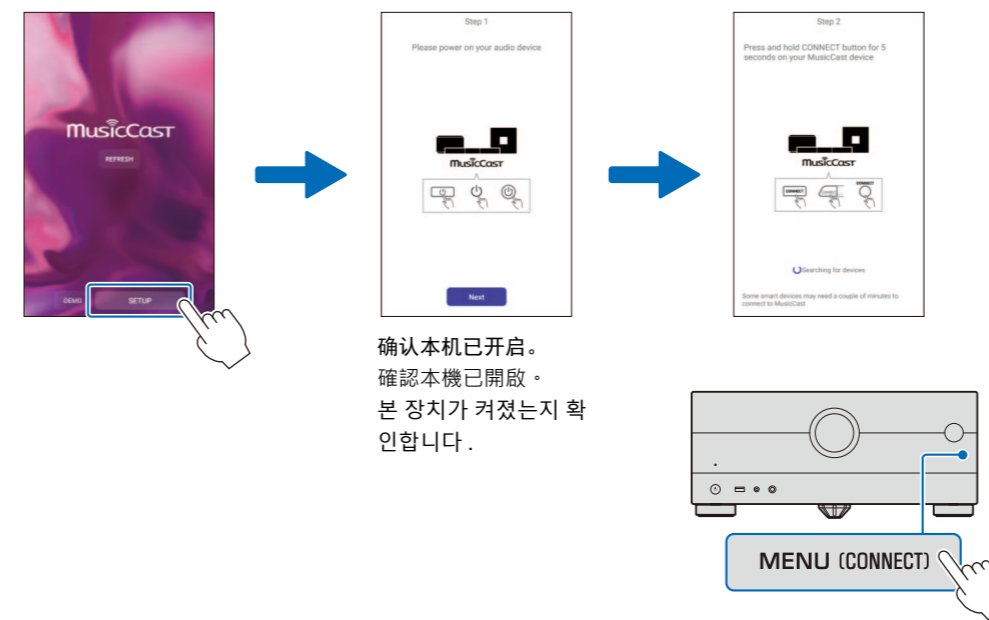 MusicCast
REFRESH
DEMO
SETUP
Step 1
Please power on your audio device
MusicCast
Next
确认本机已开启。
確認本機已開啟。
본 장치가 켜졌는지 확
인합니다 .
Step 2
Press and hold CONNECT button for 5
seconds on your MusicCast device
MusicCast
CONNECT
CONNECT
Searching for devices
Some smart devices may need a couple of minutes to
connect to MusicCast
MENU (CONNECT)